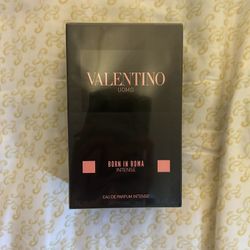 VALENTINO
UOMO
BORN IN ROMA
INTENSE
EAU DE PARFUM INTENSE